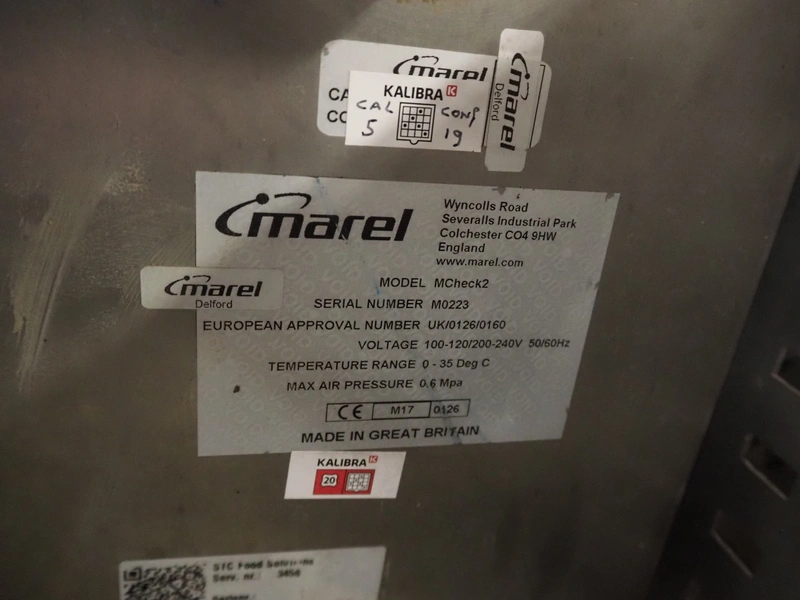 marel
CA
CO
KALIBRA K
CAL CONF
5 19
marel
Delford
marel
Wyncolls Road
Severalls Industrial Park
Colchester CO4 9HW
England
www.marel.com
MODEL MCheck2
marel
Delford
SERIAL NUMBER M0223
EUROPEAN APPROVAL NUMBER UK/0126/0160
VOLTAGE 100-120/200-240V 50/60Hz
TEMPERATURE RANGE 0 - 35 Deg C
MAX AIR PRESSURE 0.6 Mpa
CE M17 0126
MADE IN GREAT BRITAIN
KALIBRA K
20
STC Food
Serv. nr.: 3456